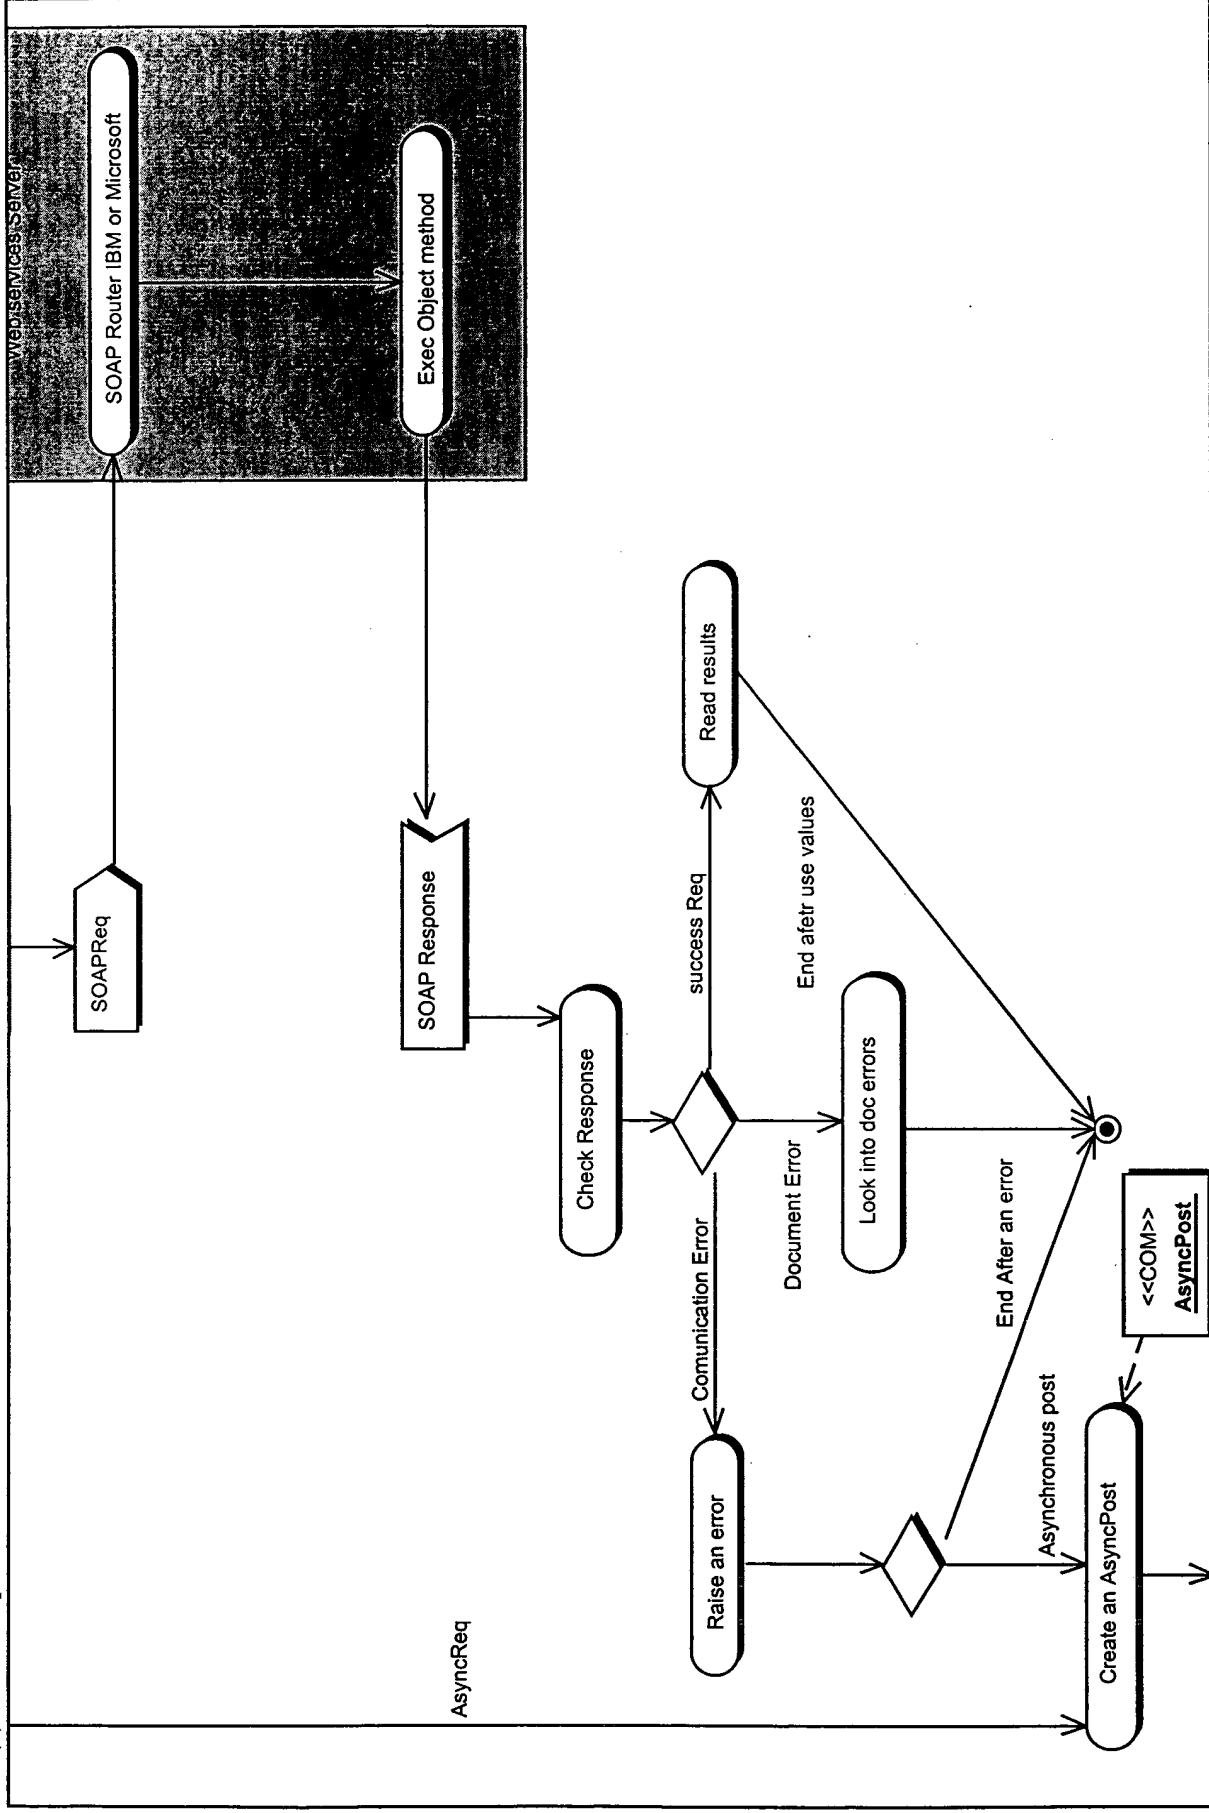 Web services Server
SOAP Router IBM or Microsoft
SOAPReq
Exec Object method
SOAP Response
Check Response
success Req
Read results
Comunication Error
Document Error
End afetr use values
Look into doc errors
Raise an error
End After an error
AsyncReq
Asynchronous post
<<COM>>
AsyncPost
Create an AsyncPost